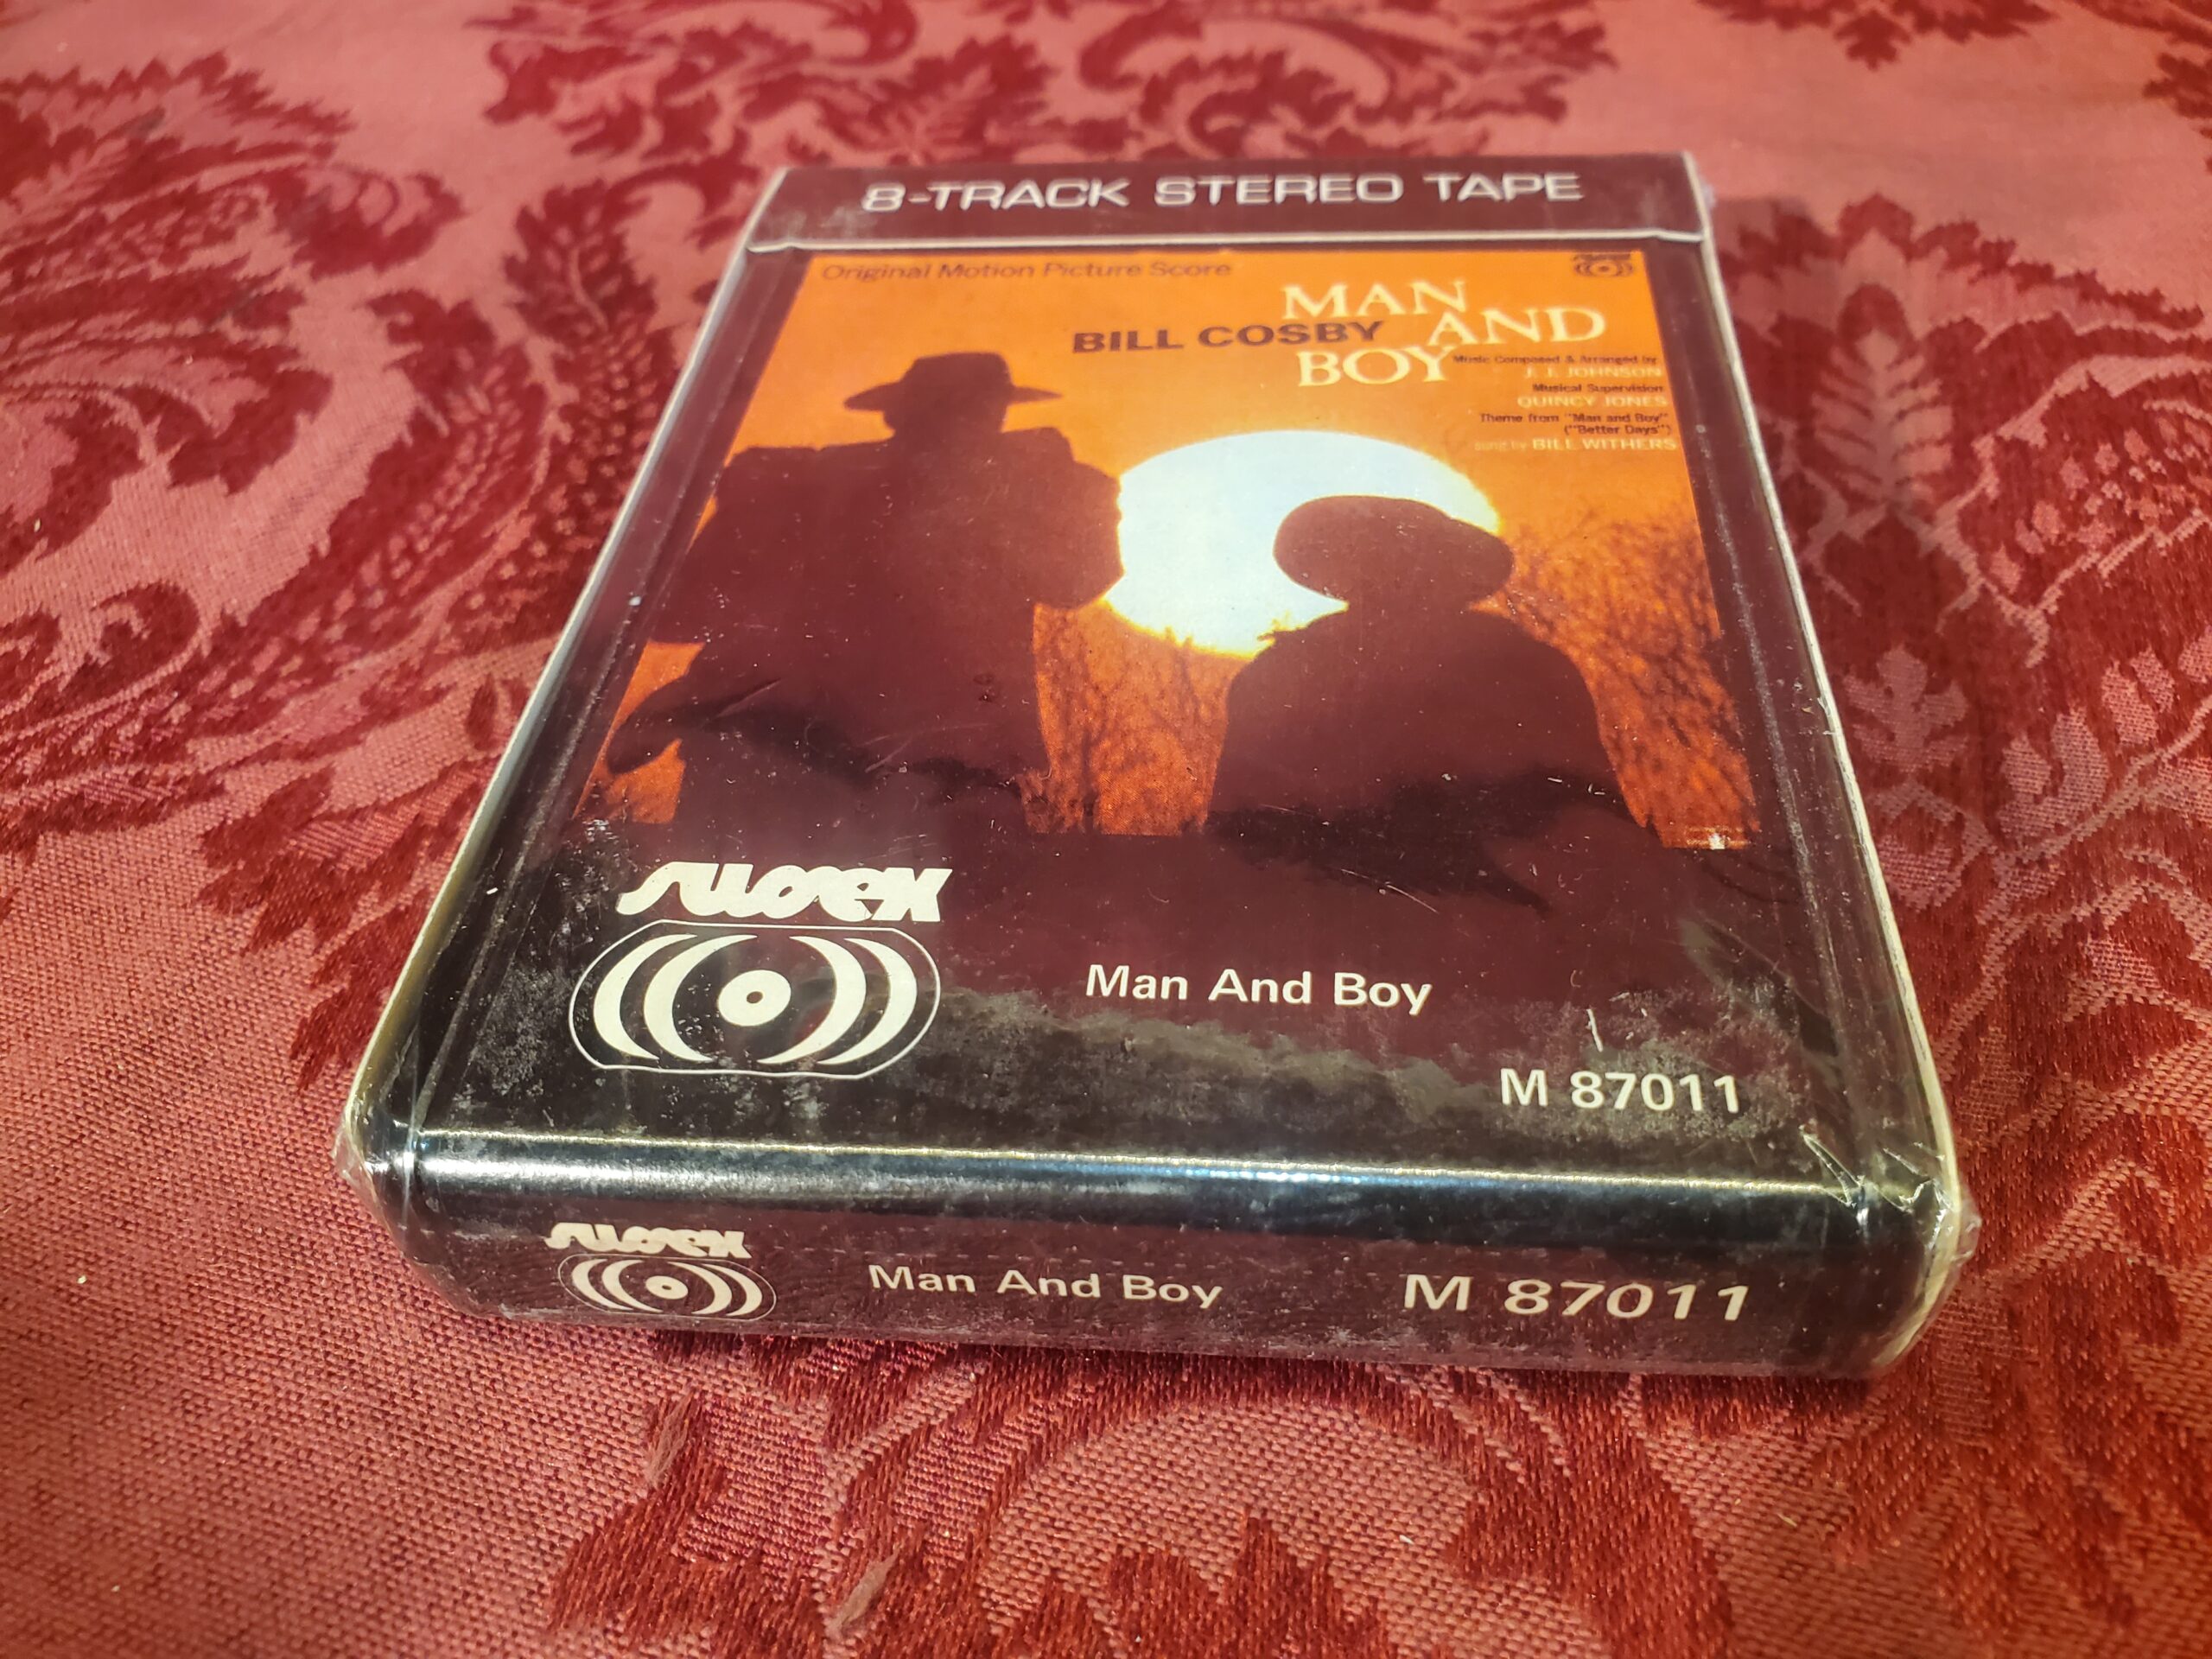 8-TRACK STEREO TAPE
Original Motion Picture Score
MAN
BILL COSBY AND
BOY
Music Composed & Arranged by
J. J. JOHNSON
Musical Supervision
QUINCY JONES
Theme from "Man and Boy"
("Better Days")
sung by BILL WITHERS
sussex
Man And Boy
M 87011
sussex
Man And Boy
M 87011